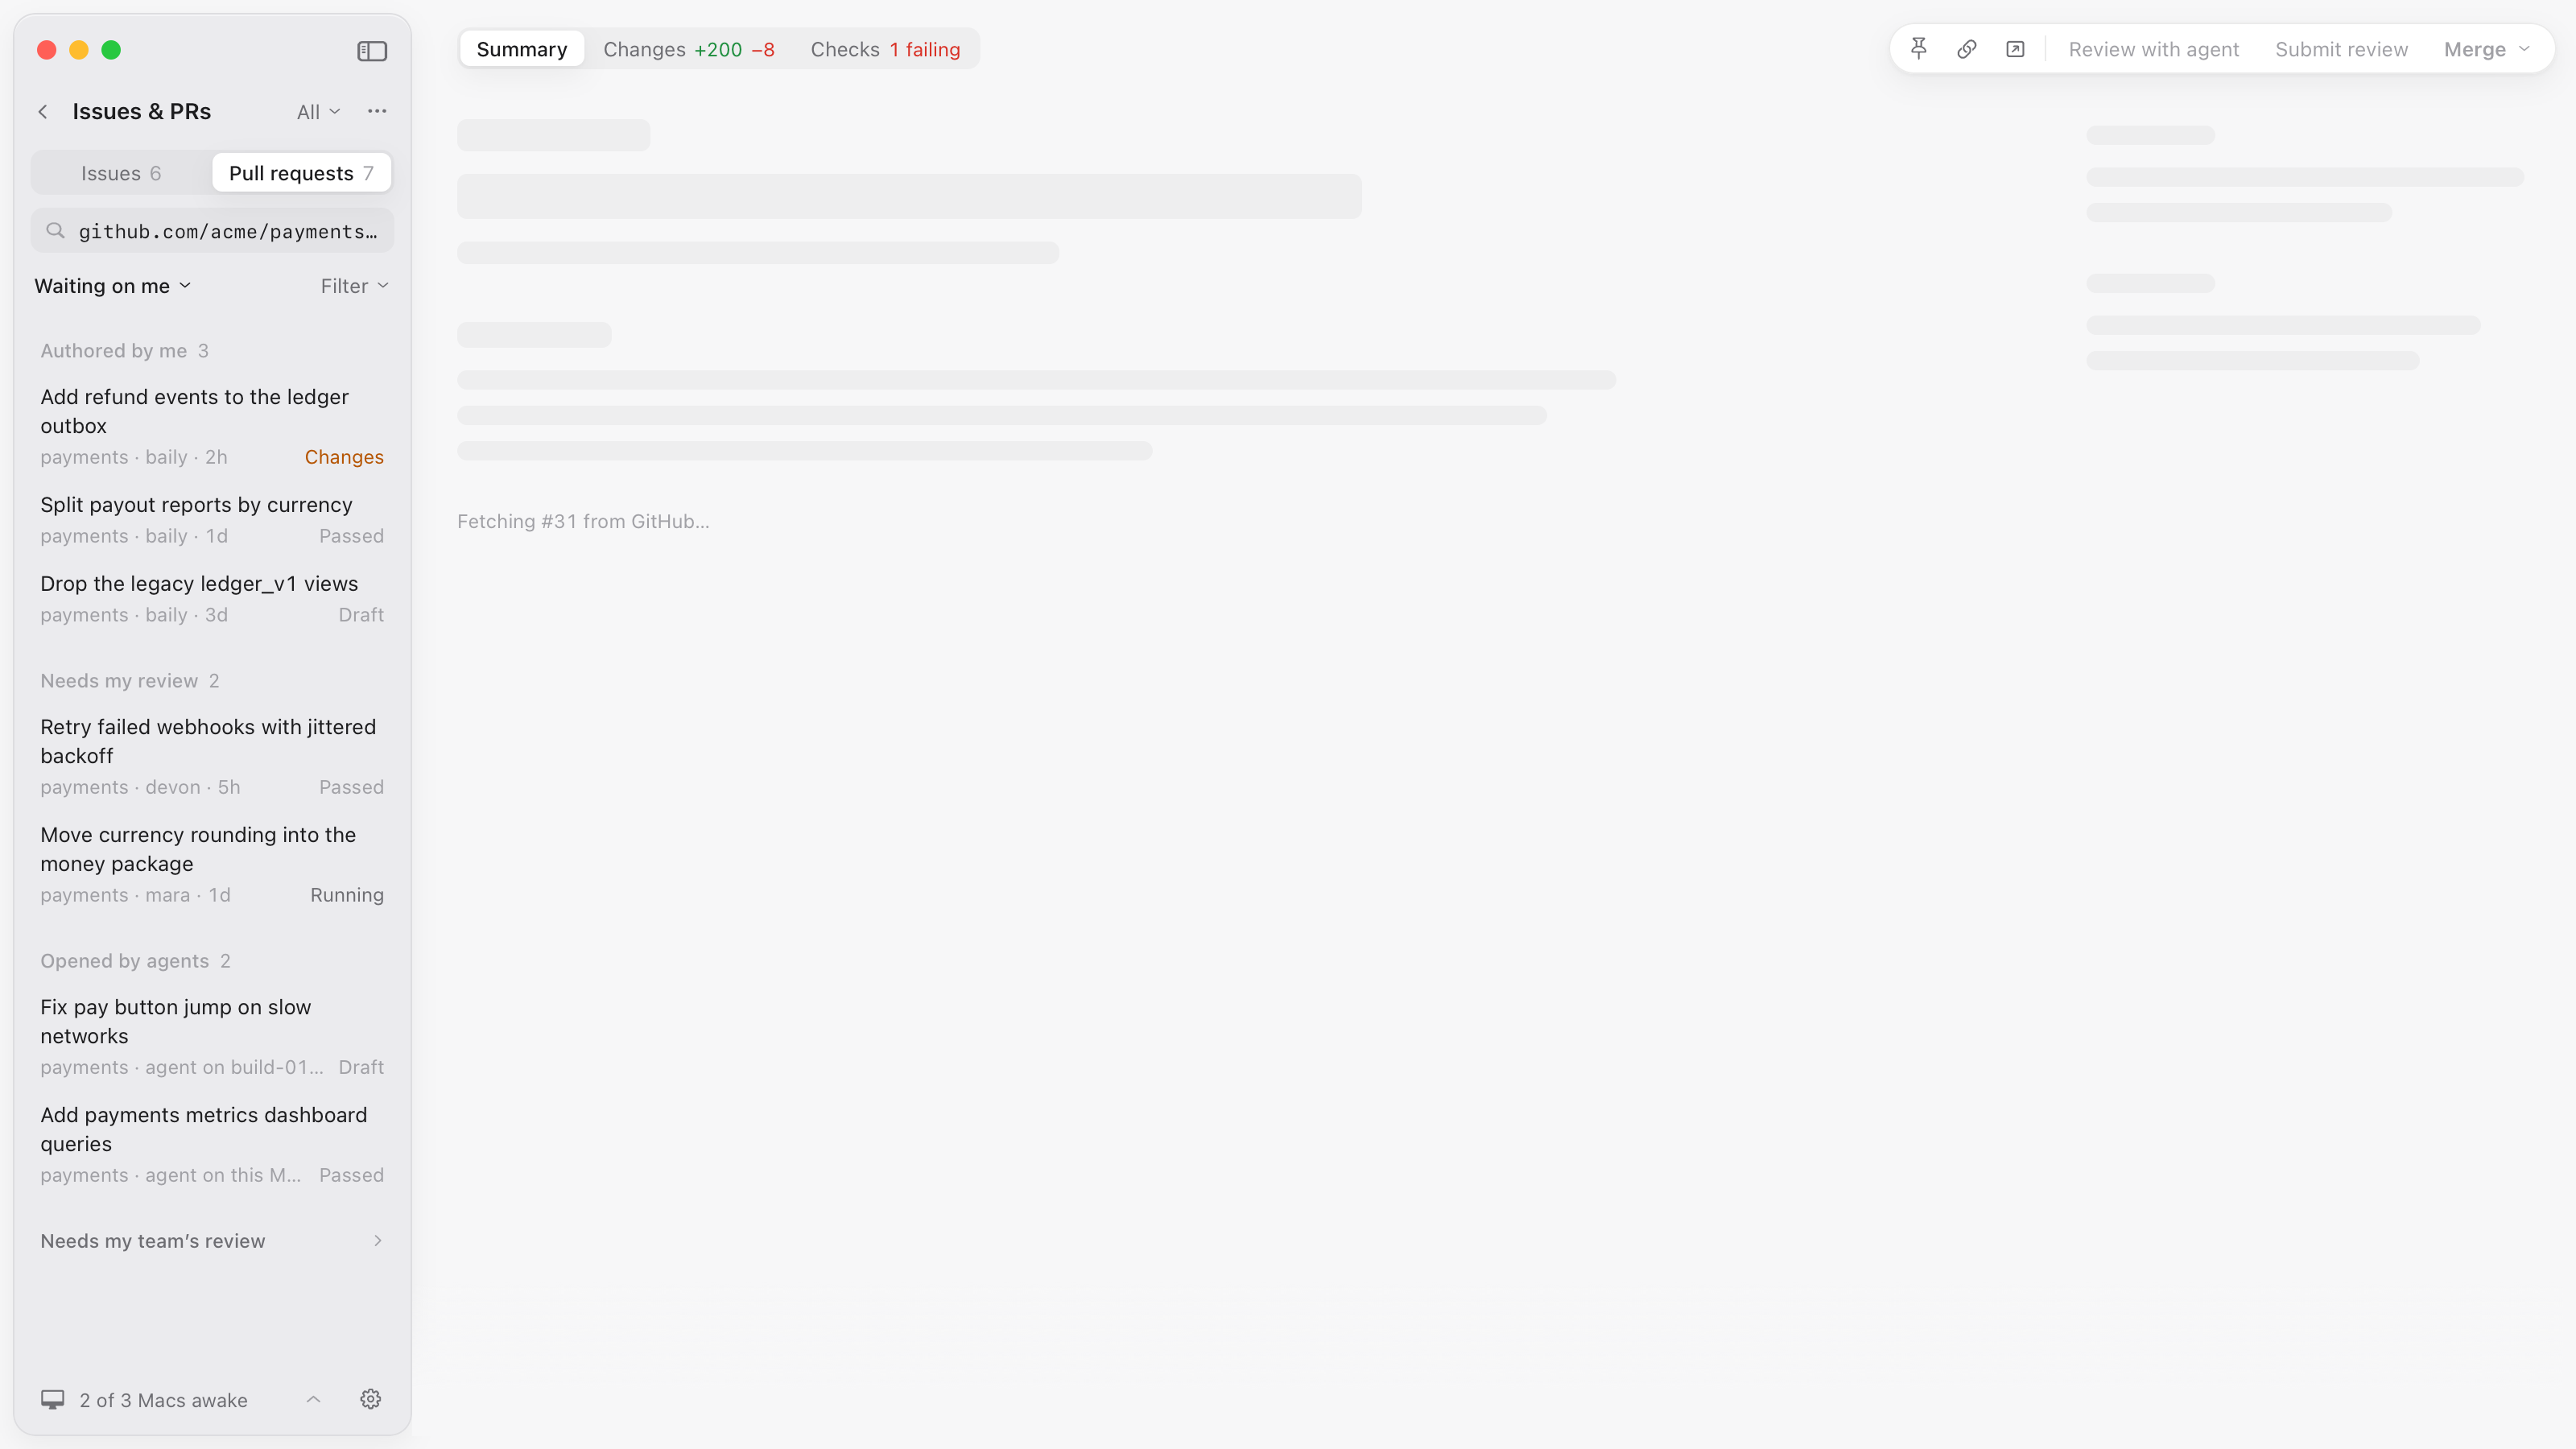 Issues & PRs
All
Issues 6
Pull requests 7
github.com/acme/payments…
Waiting on me
Filter
Authored by me 3
Add refund events to the ledger
outbox
payments · baily · 2h
Changes
Split payout reports by currency
payments · baily · 1d
Passed
Drop the legacy ledger_v1 views
payments · baily · 3d
Draft
Needs my review 2
Retry failed webhooks with jittered
backoff
payments · devon · 5h
Passed
Move currency rounding into the
money package
payments · mara · 1d
Running
Opened by agents 2
Fix pay button jump on slow
networks
payments · agent on build-01…
Draft
Add payments metrics dashboard
queries
payments · agent on this M…
Passed
Needs my team’s review
2 of 3 Macs awake
Summary
Changes +200 −8
Checks 1 failing
Review with agent
Submit review
Merge
Fetching #31 from GitHub…